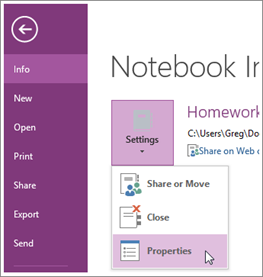 Info
New
Open
Print
Share
Export
Send
Notebook In
Homework
C:\Users\Greg\Do
Share on Web o
Settings
Share or Move
Close
Properties